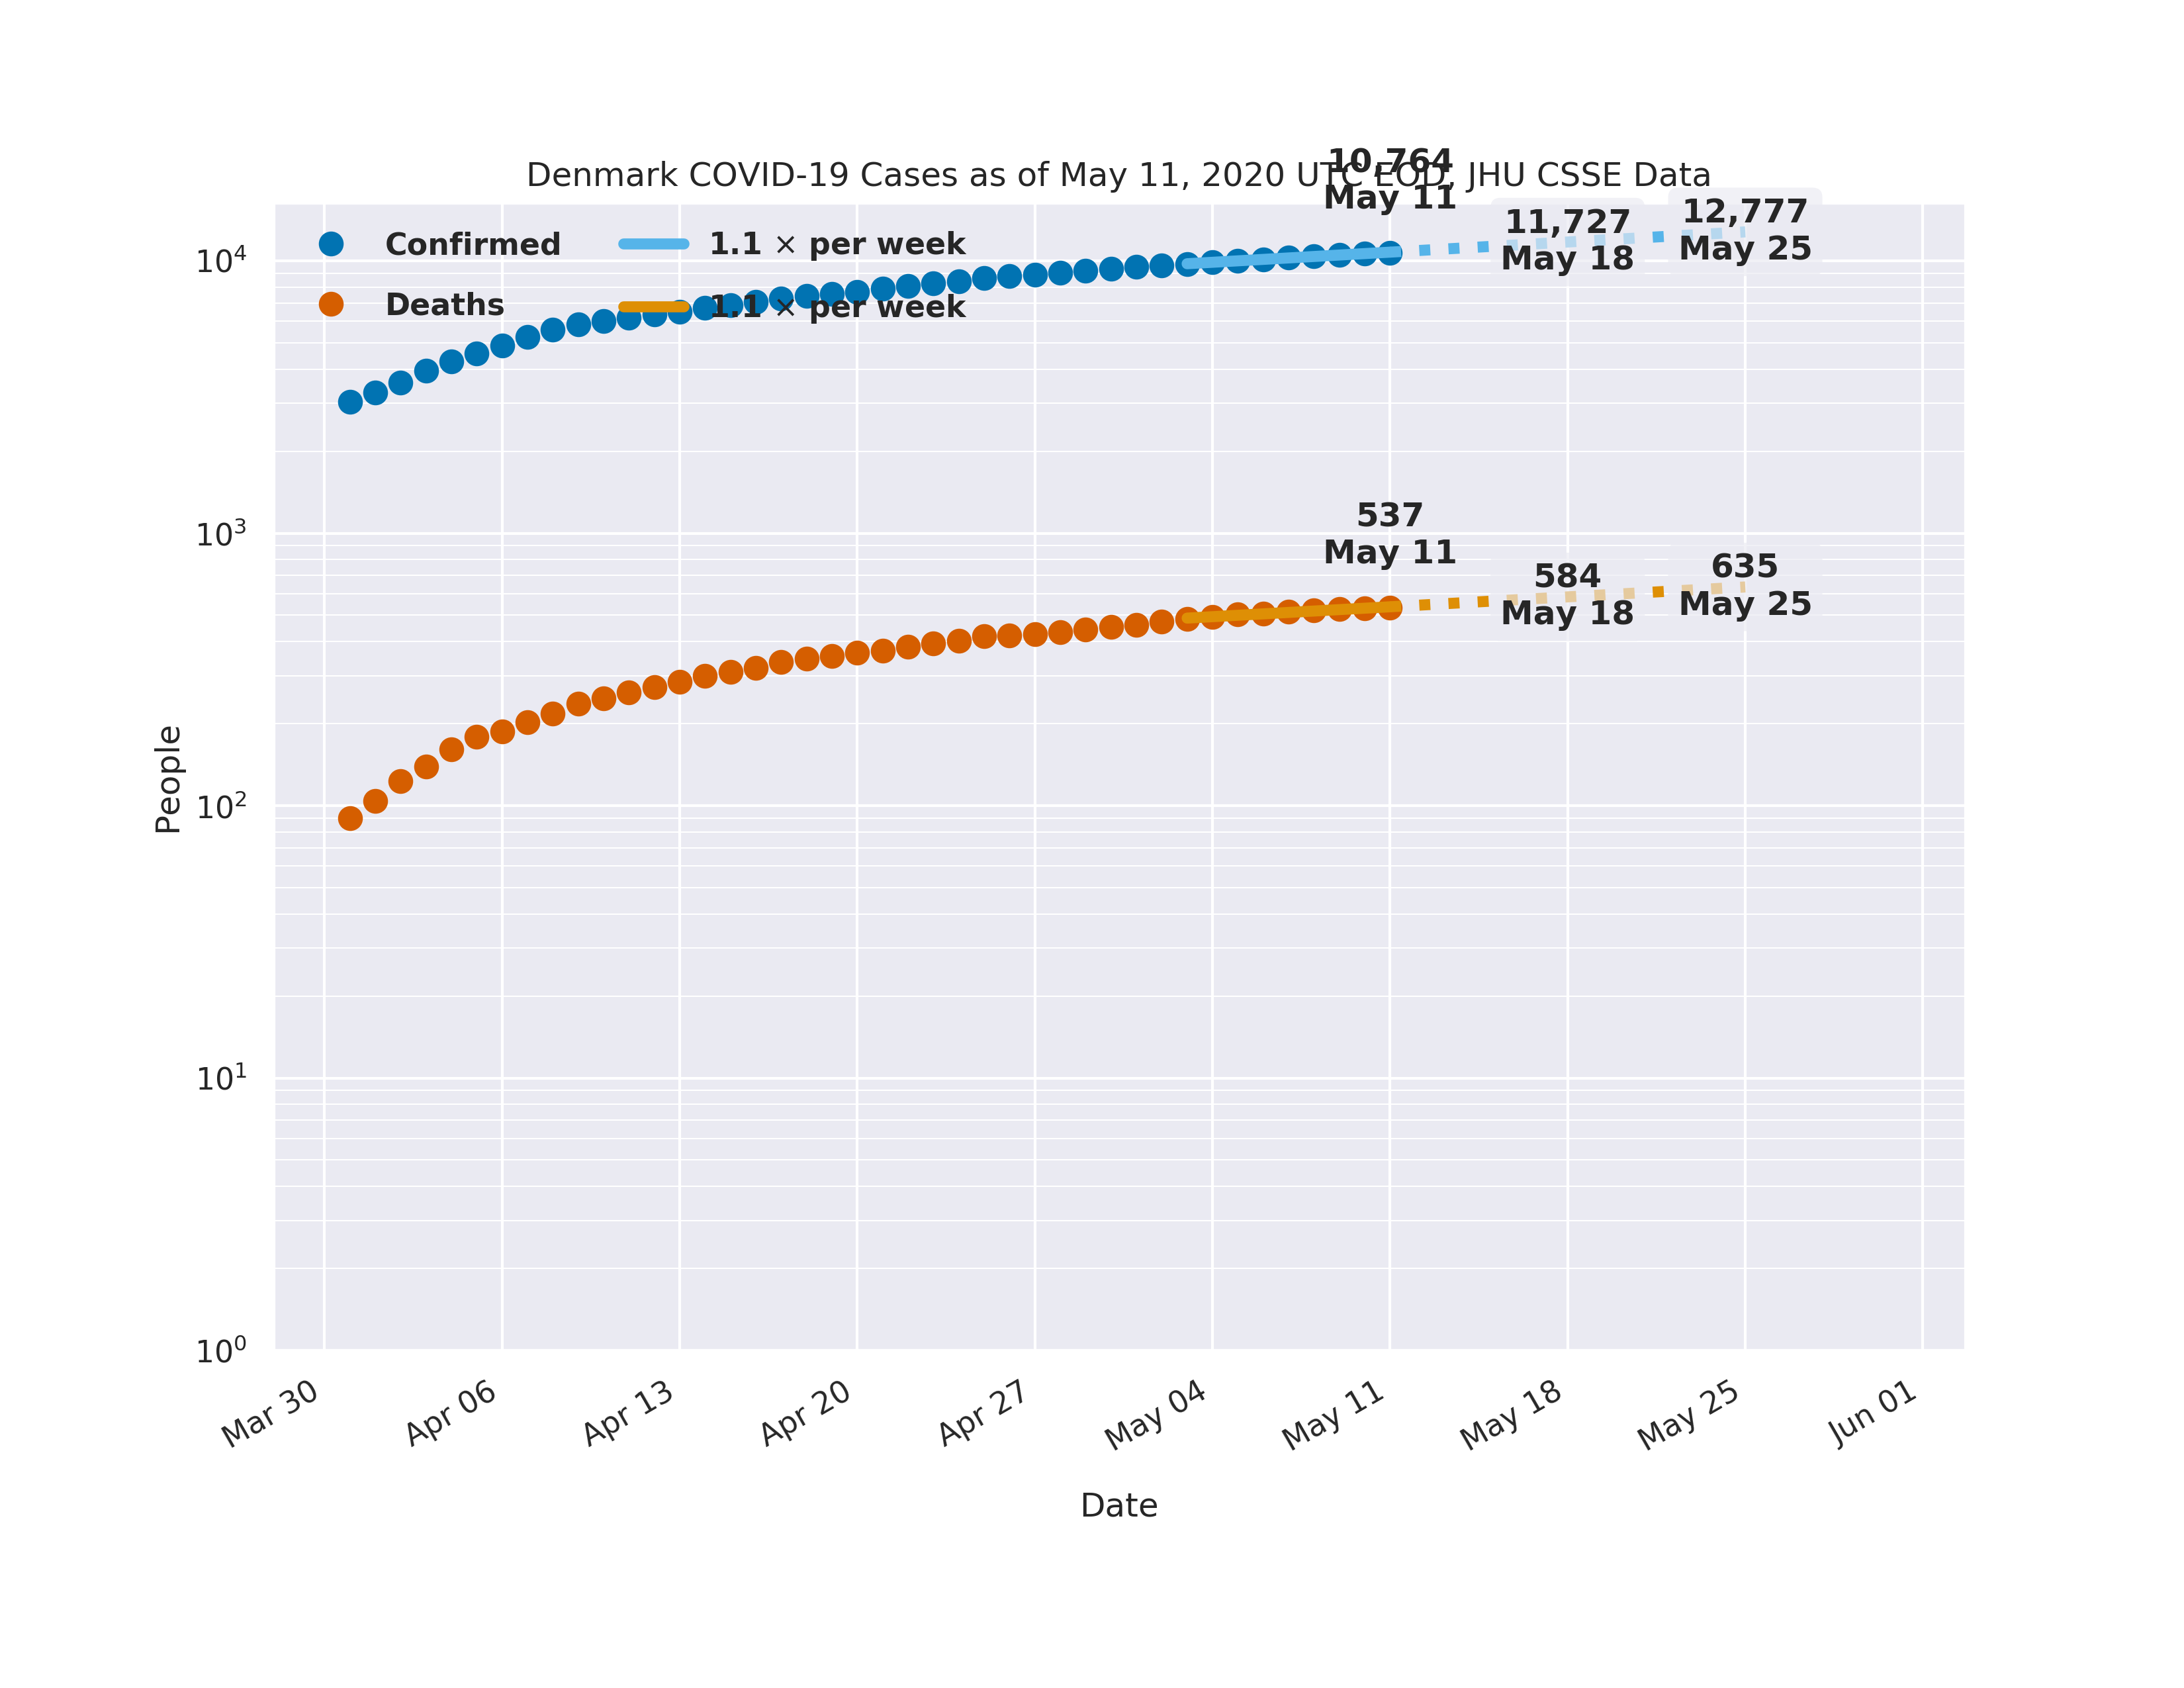 Denmark COVID-19 Cases as of May 11, 2020 UTC EOD, JHU CSSE Data
10,764
May 11
11,727
May 18
12,777
May 25
Confirmed
1.1 × per week
Deaths
1.1 × per week
537
May 11
584
May 18
635
May 25
People
10⁴
10³
10²
10¹
10⁰
Mar 30
Apr 06
Apr 13
Apr 20
Apr 27
May 04
May 11
May 18
May 25
Jun 01
Date